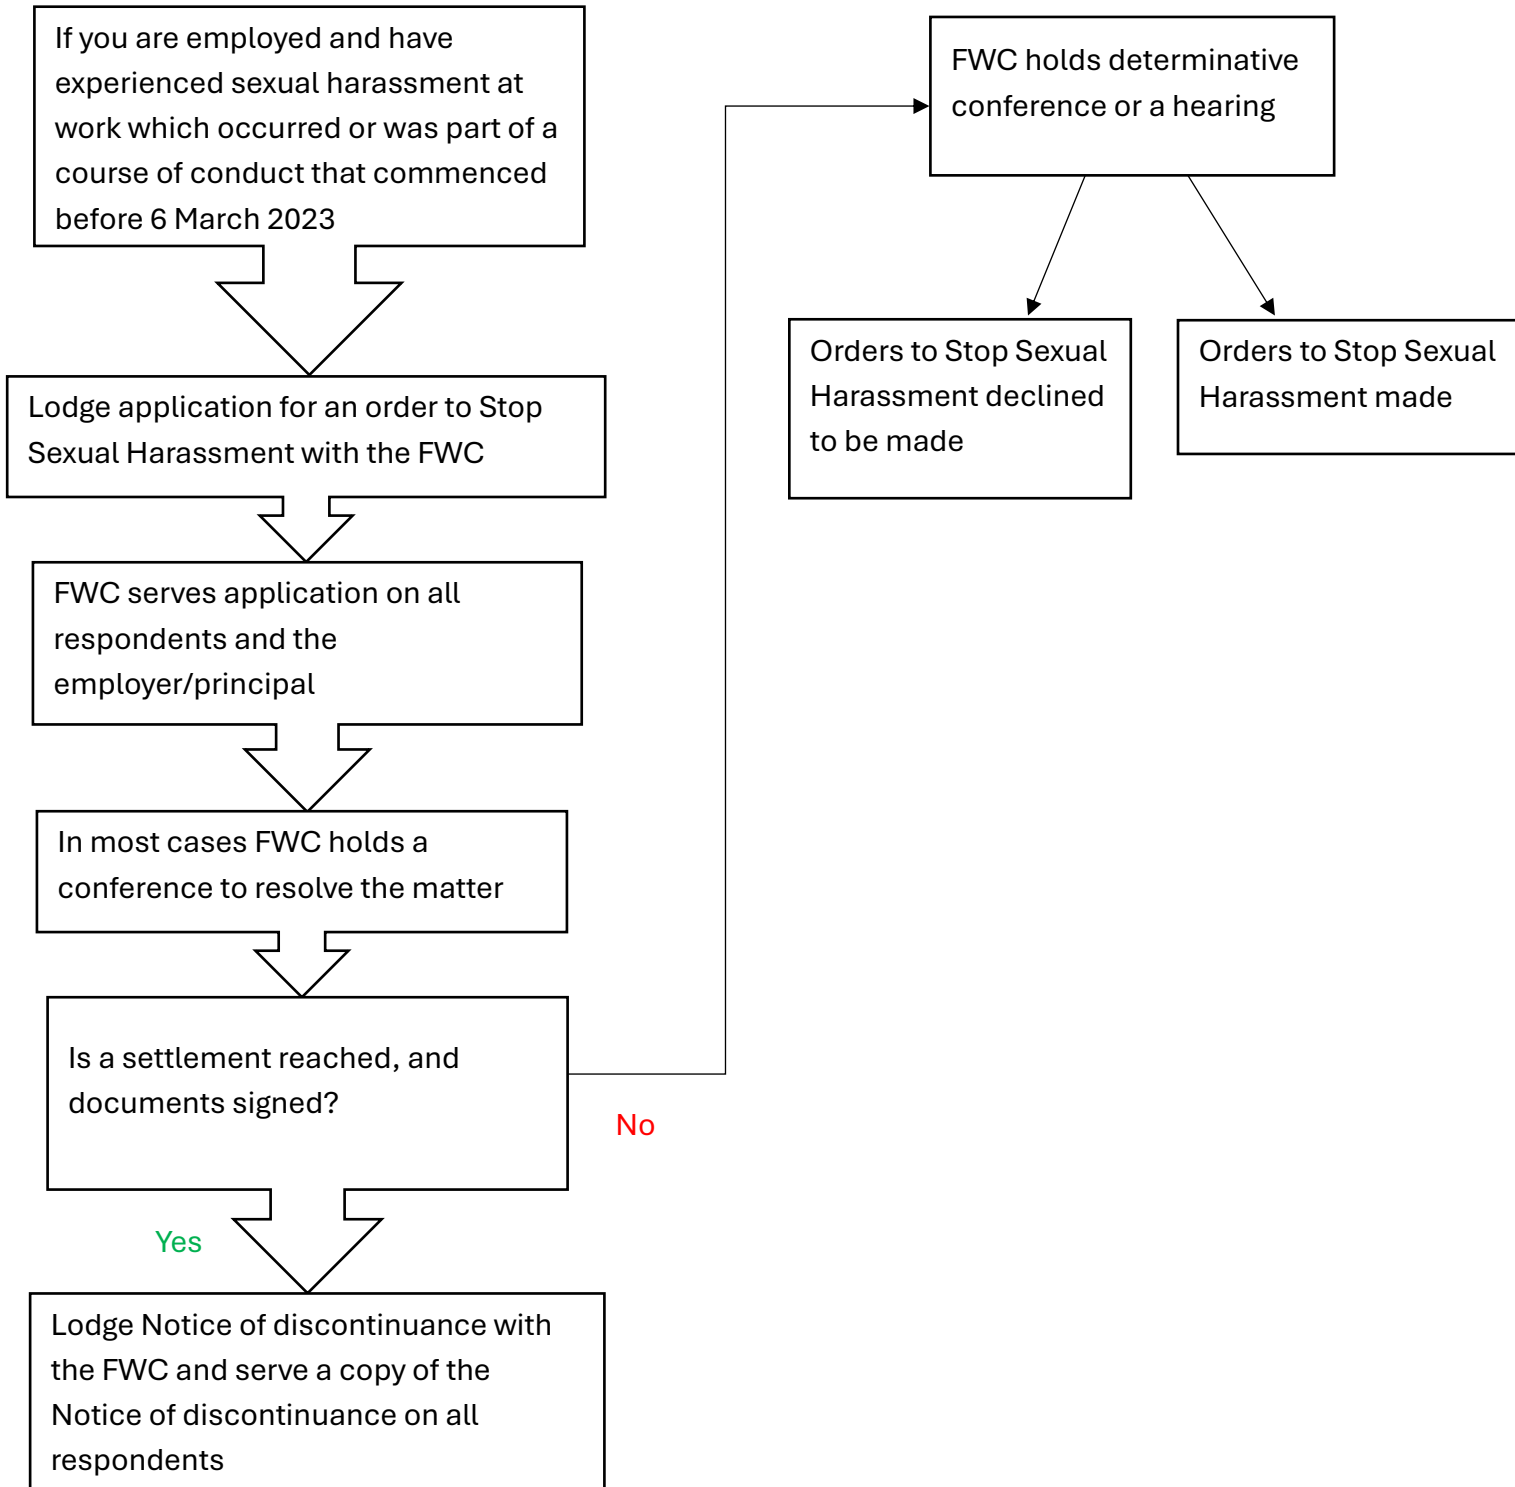 If you are employed and have
experienced sexual harassment at
work which occurred or was part of a
course of conduct that commenced
before 6 March 2023
Lodge application for an order to Stop
Sexual Harassment with the FWC
FWC serves application on all
respondents and the
employer/principal
In most cases FWC holds a
conference to resolve the matter
Is a settlement reached, and
documents signed?
No
Yes
Lodge Notice of discontinuance with
the FWC and serve a copy of the
Notice of discontinuance on all
respondents
FWC holds determinative
conference or a hearing
Orders to Stop Sexual
Harassment declined
to be made
Orders to Stop Sexual
Harassment made